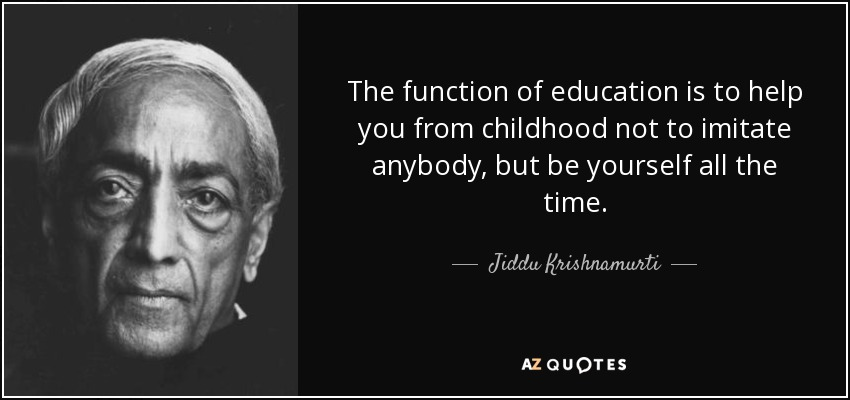 The function of education is to help
you from childhood not to imitate
anybody, but be yourself all the
time.
Jiddu Krishnamurti
AZ QUOTES